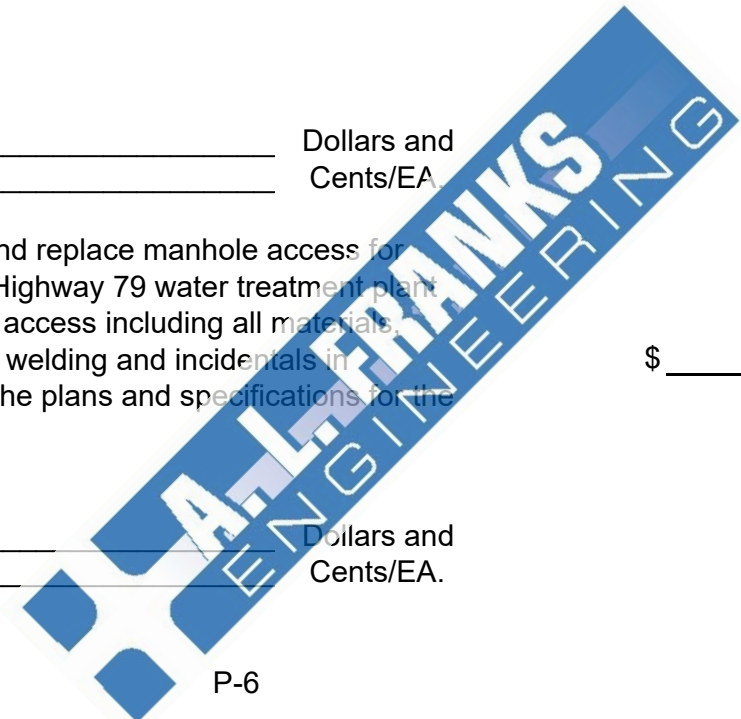 Dollars and
Cents/EA.
nd replace manhole access for
Highway 79 water treatment plant
access including all materials,
welding and incidentals in
he plans and specifications for the
$
Dollars and
Cents/EA.
P-6
A. L. FRANKS
ENGINEERING